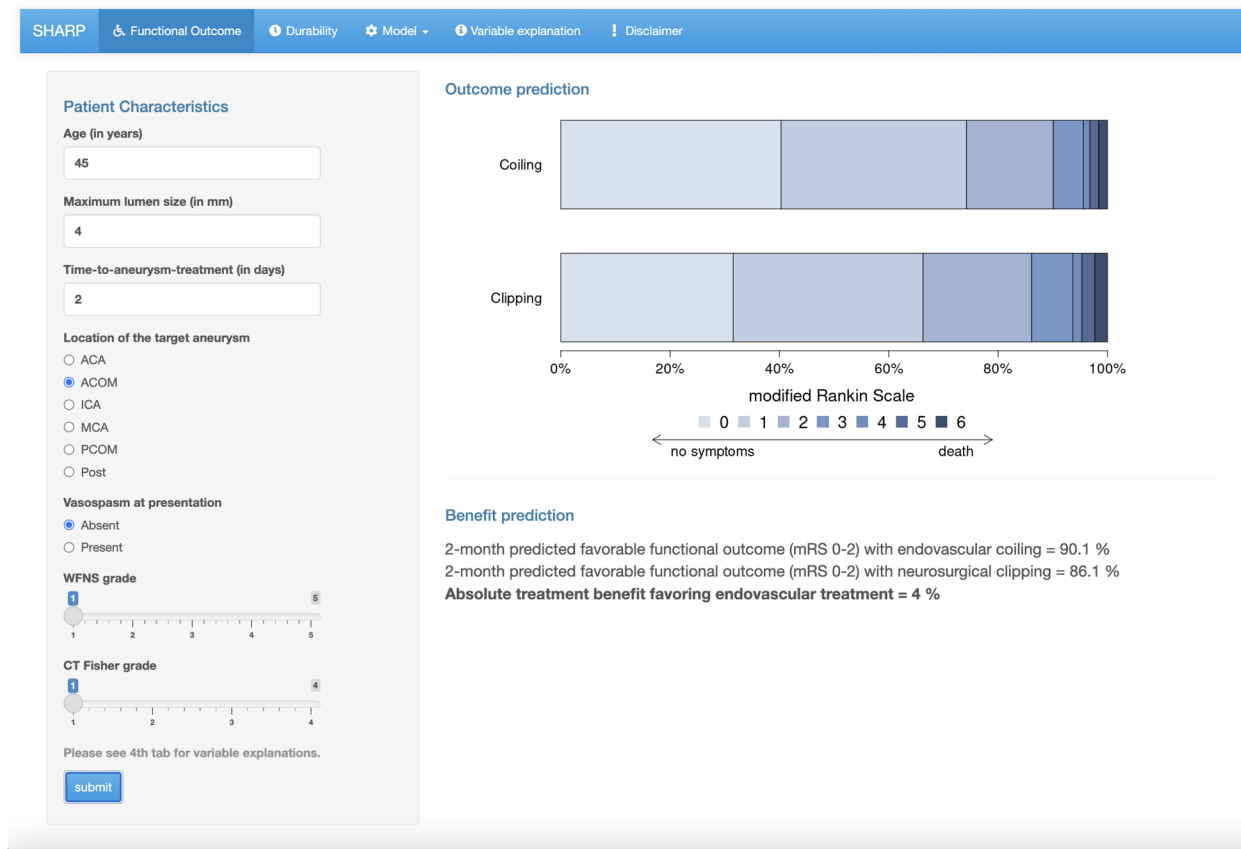 SHARP Functional Outcome Durability Model Variable explanation Disclaimer
Patient Characteristics
Age (in years)
45
Maximum lumen size (in mm)
4
Time-to-aneurysm-treatment (in days)
2
Location of the target aneurysm
ACA
ACOM
ICA
MCA
PCOM
Post
Vasospasm at presentation
Absent
Present
WFNS grade
1 5
1 2 3 4 5
CT Fisher grade
1 4
1 2 3 4
Please see 4th tab for variable explanations.
submit
Outcome prediction
Coiling
Clipping
0% 20% 40% 60% 80% 100%
modified Rankin Scale
0 1 2 3 4 5 6
no symptoms death
Benefit prediction
2-month predicted favorable functional outcome (mRS 0-2) with endovascular coiling = 90.1 %
2-month predicted favorable functional outcome (mRS 0-2) with neurosurgical clipping = 86.1 %
Absolute treatment benefit favoring endovascular treatment = 4 %